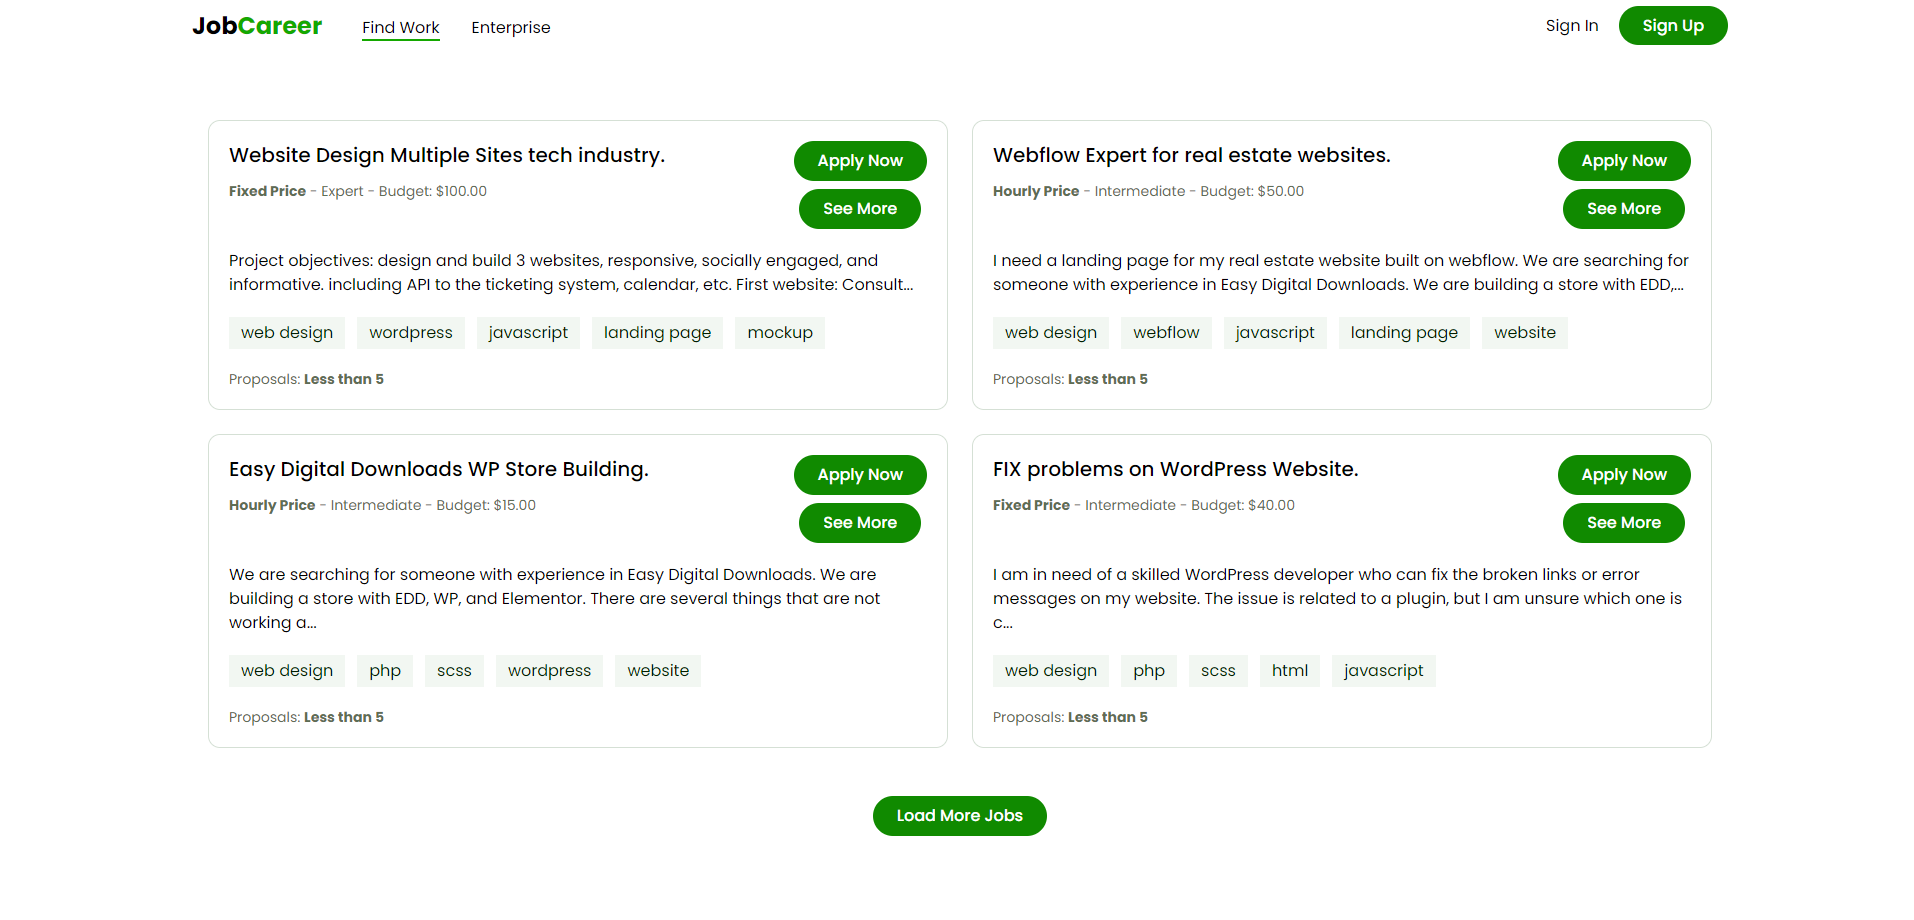 JobCareer
Find Work
Enterprise
Sign In
Sign Up
Website Design Multiple Sites tech industry.
Apply Now
Fixed Price - Expert - Budget: $100.00
See More
Project objectives: design and build 3 websites, responsive, socially engaged, and
informative. including API to the ticketing system, calendar, etc. First website: Consult...
web design wordpress javascript landing page mockup
Proposals: Less than 5
Webflow Expert for real estate websites.
Apply Now
Hourly Price - Intermediate - Budget: $50.00
See More
I need a landing page for my real estate website built on webflow. We are searching for
someone with experience in Easy Digital Downloads. We are building a store with EDD,...
web design webflow javascript landing page website
Proposals: Less than 5
Easy Digital Downloads WP Store Building.
Apply Now
Hourly Price - Intermediate - Budget: $15.00
See More
We are searching for someone with experience in Easy Digital Downloads. We are
building a store with EDD, WP, and Elementor. There are several things that are not
working a...
web design php scss wordpress website
Proposals: Less than 5
FIX problems on WordPress Website.
Apply Now
Fixed Price - Intermediate - Budget: $40.00
See More
I am in need of a skilled WordPress developer who can fix the broken links or error
messages on my website. The issue is related to a plugin, but I am unsure which one is
c...
web design php scss html javascript
Proposals: Less than 5
Load More Jobs